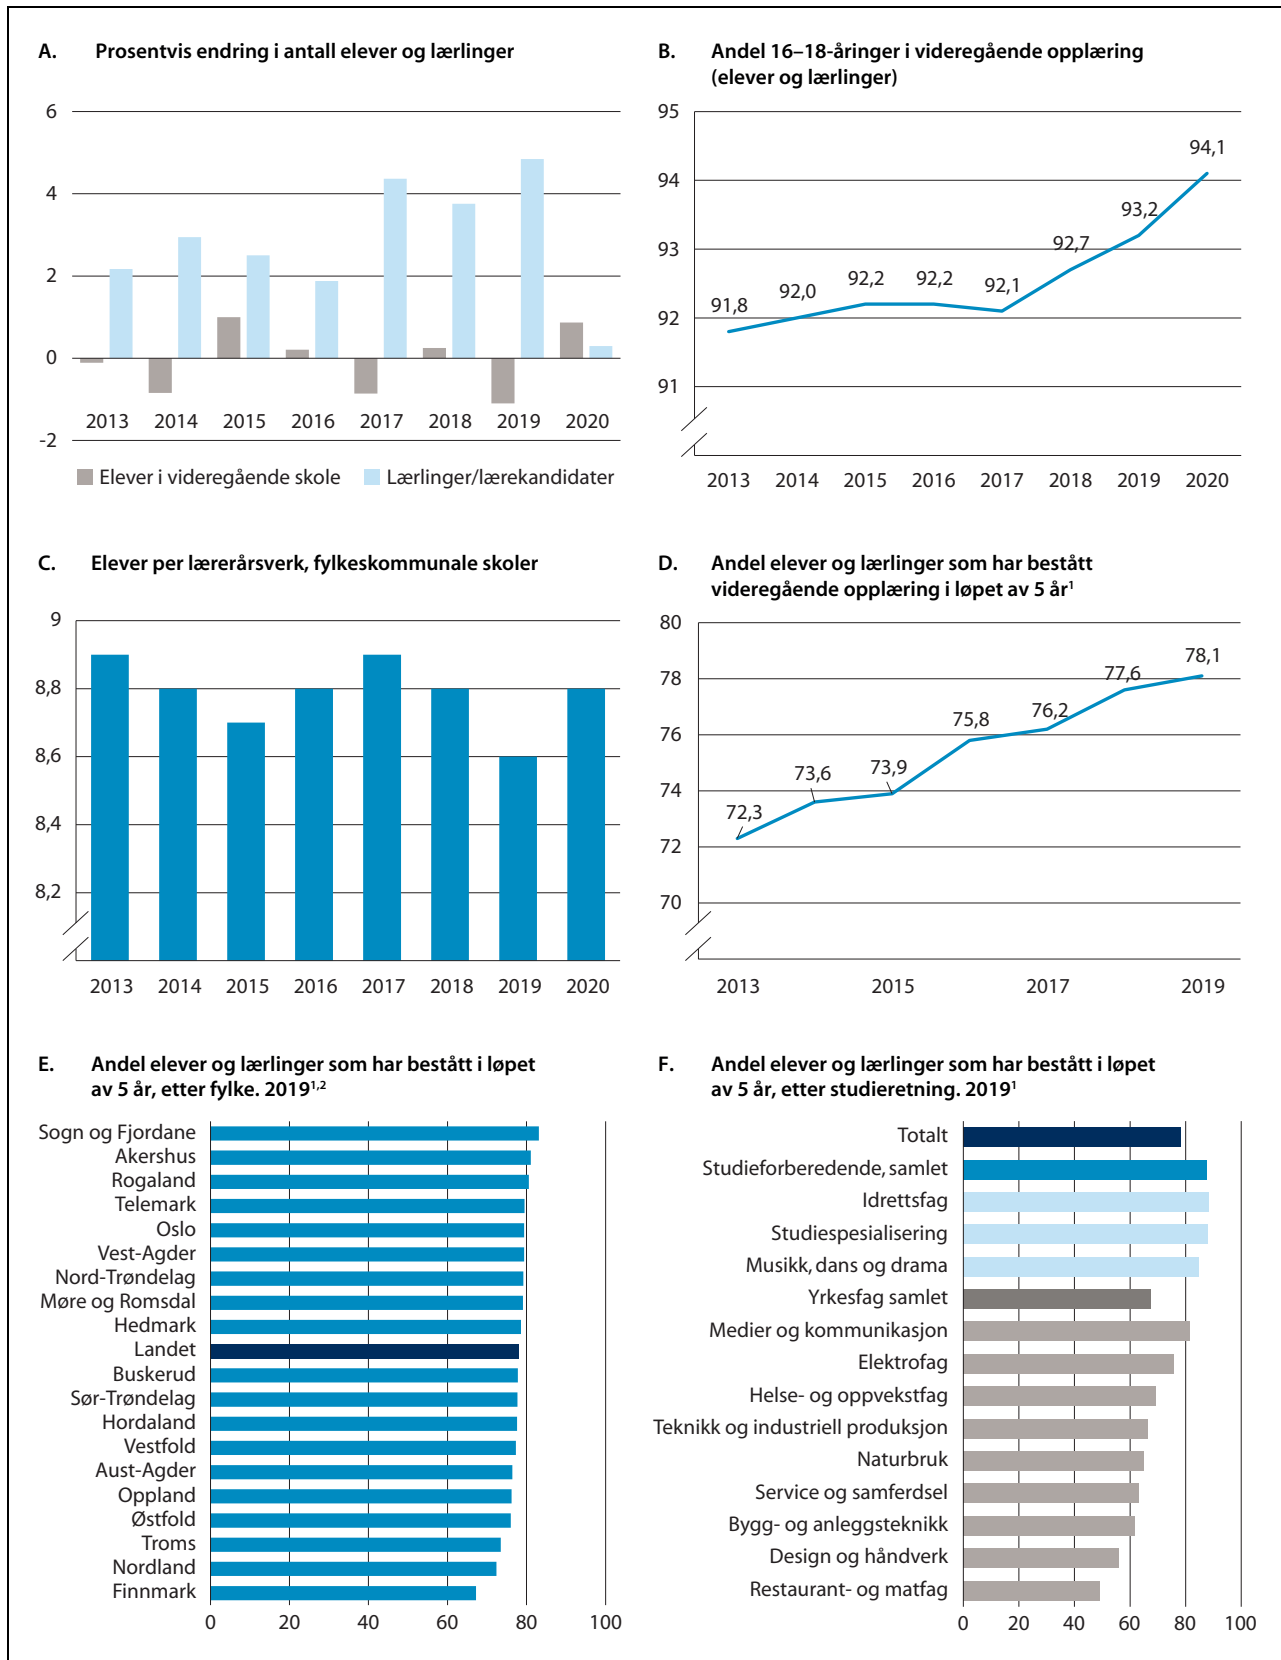 A. Prosentvis endring i antall elever og lærlinger
6
4
2
0
-2
2013 2014 2015 2016 2017 2018 2019 2020
Elever i videregående skole Lærlinger/lærekandidater
B. Andel 16–18-åringer i videregående opplæring
(elever og lærlinger)
95
94
93
92
91
91,8 92,0 92,2 92,2 92,1 92,7 93,2 94,1
2013 2014 2015 2016 2017 2018 2019 2020
C. Elever per lærerårsverk, fylkeskommunale skoler
9
8,8
8,6
8,4
8,2
2013 2014 2015 2016 2017 2018 2019 2020
D. Andel elever og lærlinger som har bestått
videregående opplæring i løpet av 5 år¹
80
78
76
74
72
70
72,3 73,6 73,9 75,8 76,2 77,6 78,1
2013 2015 2017 2019
E. Andel elever og lærlinger som har bestått i løpet
av 5 år, etter fylke. 2019¹,²
Sogn og Fjordane
Akershus
Rogaland
Telemark
Oslo
Vest-Agder
Nord-Trøndelag
Møre og Romsdal
Hedmark
Landet
Buskerud
Sør-Trøndelag
Hordaland
Vestfold
Aust-Agder
Oppland
Østfold
Troms
Nordland
Finnmark
0 20 40 60 80 100
F. Andel elever og lærlinger som har bestått i løpet
av 5 år, etter studieretning. 2019¹
Totalt
Studieforberedende, samlet
Idrettsfag
Studiespesialisering
Musikk, dans og drama
Yrkesfag samlet
Medier og kommunikasjon
Elektrofag
Helse- og oppvekstfag
Teknikk og industriell produksjon
Naturbruk
Service og samferdsel
Bygg- og anleggsteknikk
Design og håndverk
Restaurant- og matfag
0 20 40 60 80 100